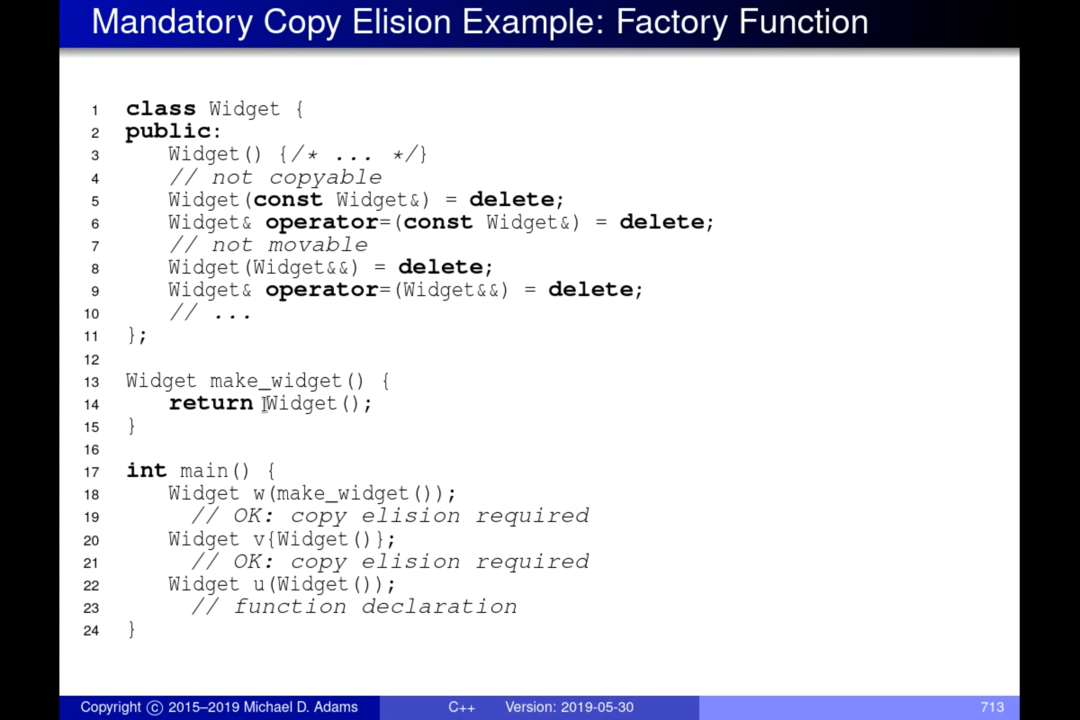 Mandatory Copy Elision Example: Factory Function
1 class Widget {
2 public:
3 Widget() {/* ... */}
4 // not copyable
5 Widget(const Widget&) = delete;
6 Widget& operator=(const Widget&) = delete;
7 // not movable
8 Widget(Widget&&) = delete;
9 Widget& operator=(Widget&&) = delete;
10 // ...
11 };
12
13 Widget make_widget() {
14 return Widget();
15 }
16
17 int main() {
18 Widget w(make_widget());
19 // OK: copy elision required
20 Widget v{Widget()};
21 // OK: copy elision required
22 Widget u(Widget());
23 // function declaration
24 }
Copyright © 2015–2019 Michael D. Adams C++ Version: 2019-05-30 713